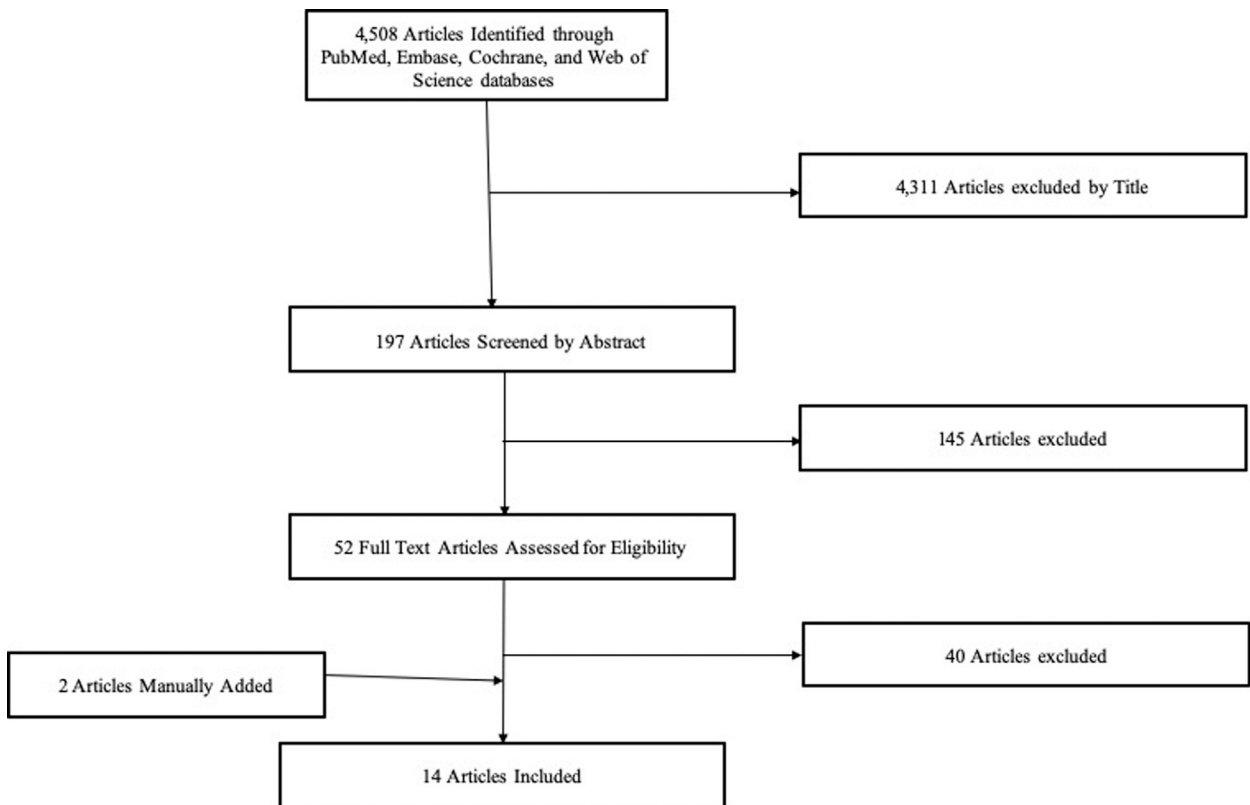 4,508 Articles Identified through
PubMed, Embase, Cochrane, and Web of
Science databases
4,311 Articles excluded by Title
197 Articles Screened by Abstract
145 Articles excluded
52 Full Text Articles Assessed for Eligibility
40 Articles excluded
2 Articles Manually Added
14 Articles Included